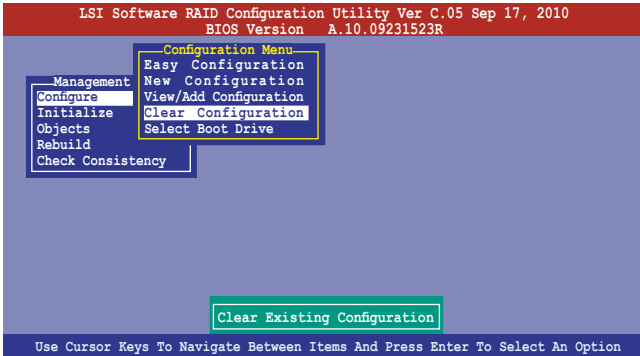 LSI Software RAID Configuration Utility Ver C.05 Sep 17, 2010
BIOS Version A.10.09231523R
Configuration Menu
Easy Configuration
New Configuration
View/Add Configuration
Clear Configuration
Select Boot Drive
Management
Configure
Initialize
Objects
Rebuild
Check Consistency
Clear Existing Configuration
Use Cursor Keys To Navigate Between Items And Press Enter To Select An Option